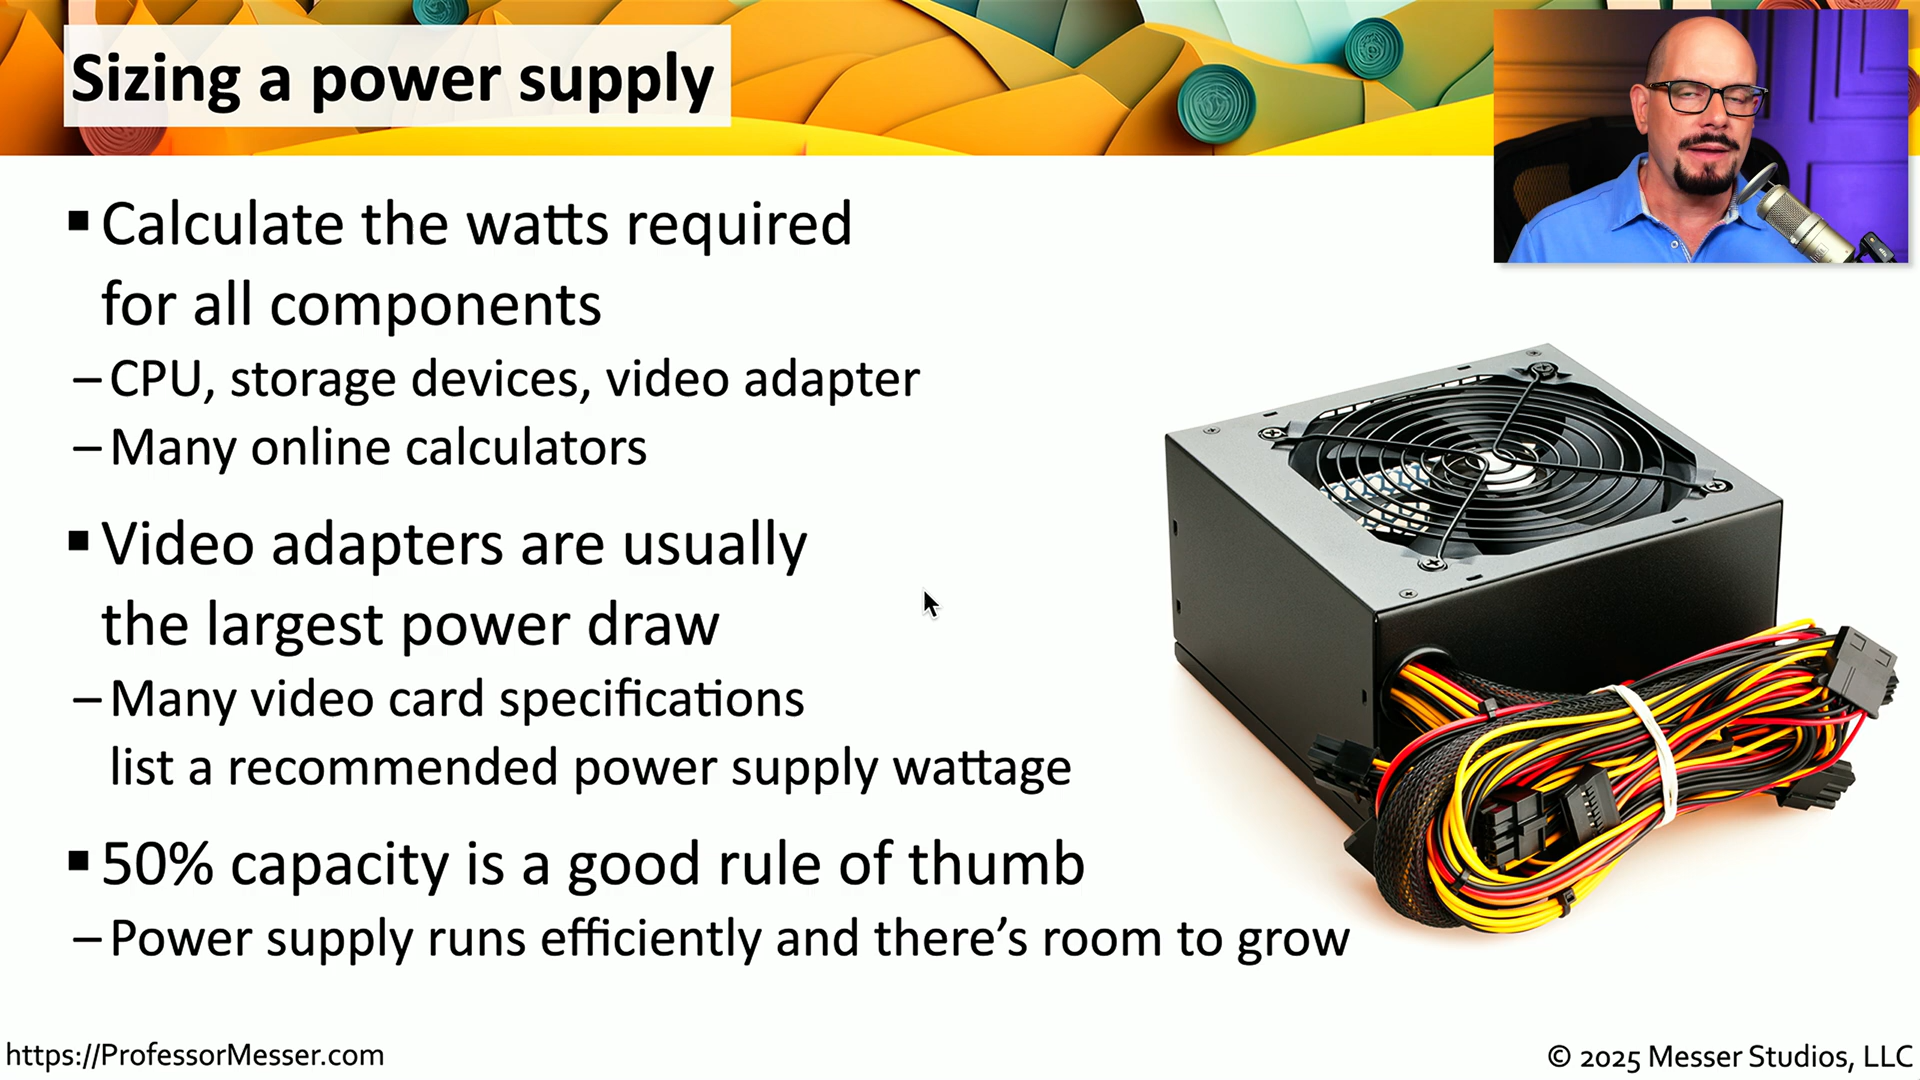 Sizing a power supply
▪ Calculate the watts required
for all components
– CPU, storage devices, video adapter
– Many online calculators
▪ Video adapters are usually
the largest power draw
– Many video card specifications
list a recommended power supply wattage
▪ 50% capacity is a good rule of thumb
– Power supply runs efficiently and there’s room to grow
https://ProfessorMesser.com
© 2025 Messer Studios, LLC